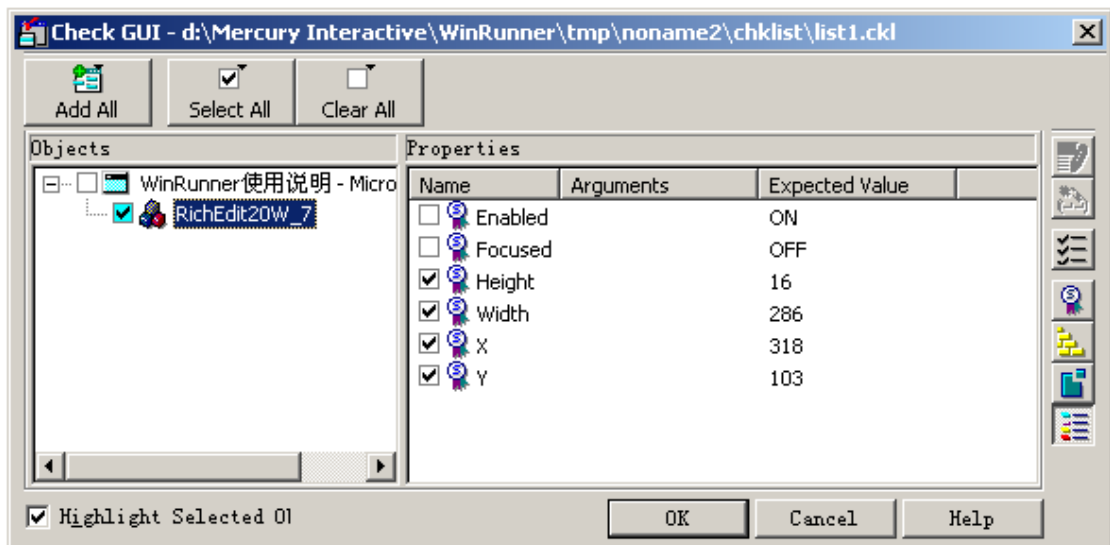 Check GUI - d:\Mercury Interactive\WinRunner\tmp\noname2\chklist\list1.ckl
Add All Select All Clear All
Objects
WinRunner使用说明 - Micro
RichEdit20W_7
Properties
Name Arguments Expected Value
Enabled ON
Focused OFF
Height 16
Width 286
X 318
Y 103
Highlight Selected Ol
OK Cancel Help